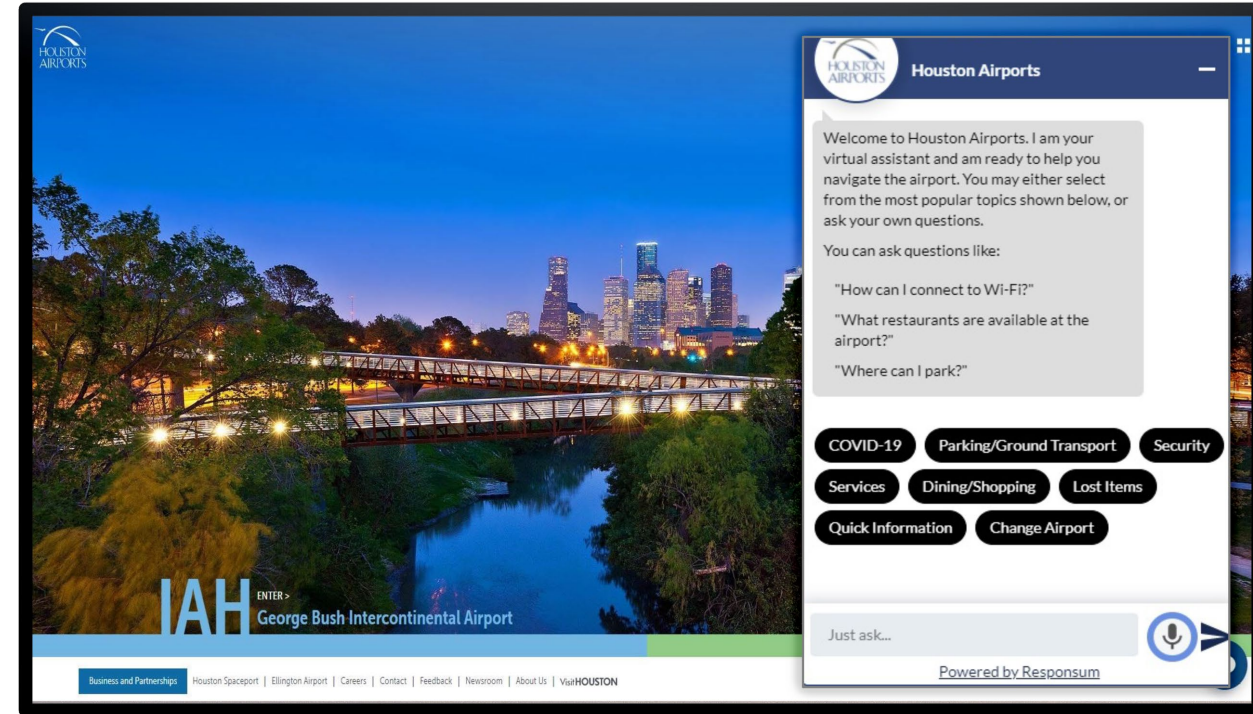 HOUSTON
AIRPORTS
HOUSTON
AIRPORTS
Houston Airports
Welcome to Houston Airports. I am your
virtual assistant and am ready to help you
navigate the airport. You may either select
from the most popular topics shown below, or
ask your own questions.
You can ask questions like:
"How can I connect to Wi-Fi?"
"What restaurants are available at the
airport?"
"Where can I park?"
COVID-19 Parking/Ground Transport Security
Services Dining/Shopping Lost Items
Quick Information Change Airport
Just ask...
Powered by Responsum
IAH
ENTER >
George Bush Intercontinental Airport
Business and Partnerships Houston Spaceport | Ellington Airport | Careers | Contact | Feedback | Newsroom | About Us | VisitHOUSTON